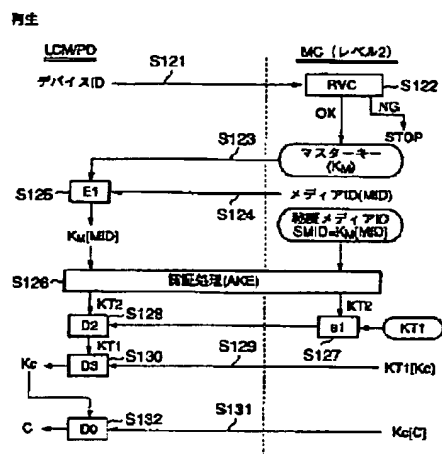 再生
LCM/PD
MC (レベル2)
デバイスID
S121
RVC
S122
OK
NG
STOP
S123
マスターキー
(KM)
S125
E1
メディアID(MID)
S124
KM[MID]
秘匿メディアID
SMID=KM[MID]
S126
認証処理(AKE)
KT2
KT2
D2
S128
e1
KT1
S127
KT1
Kc
D3
S130
S129
KT1[Kc]
C
D0
S132
S131
Kc[C]